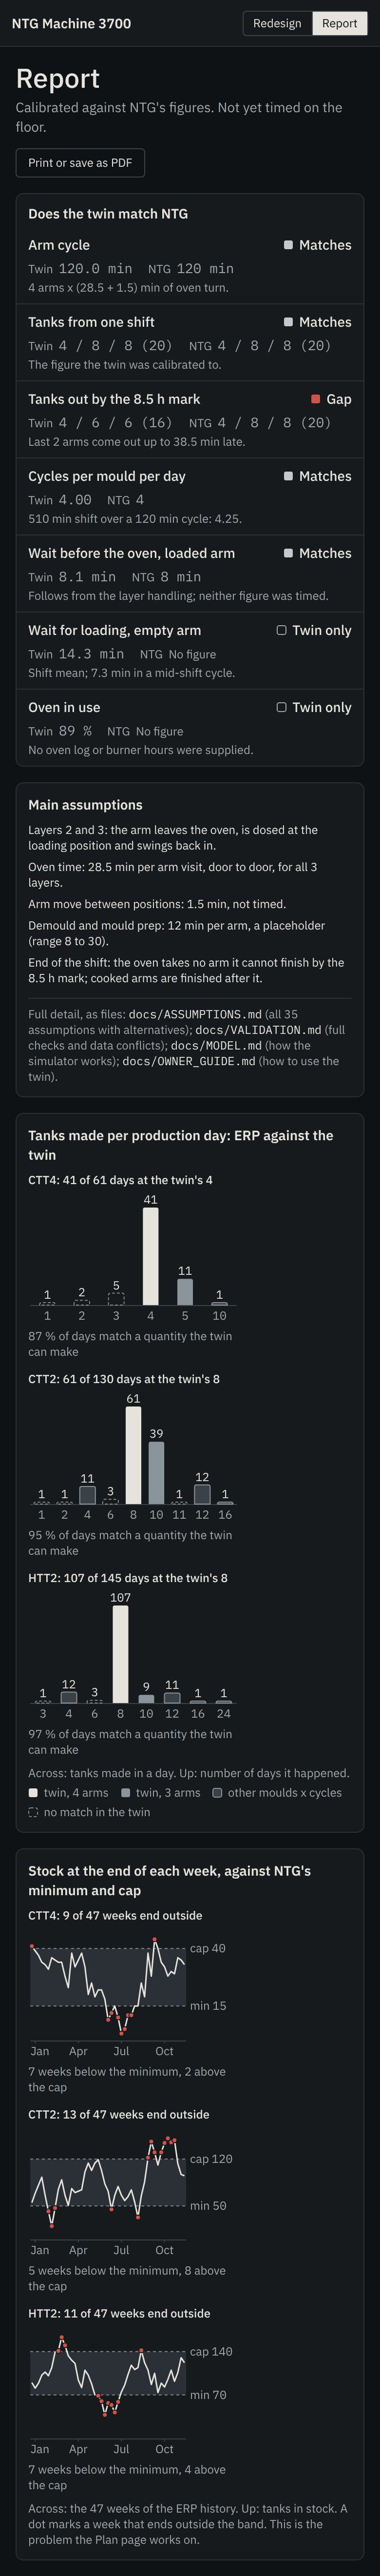 NTG Machine 3700
Redesign
Report
Report
Calibrated against NTG's figures. Not yet timed on the
floor.
Print or save as PDF
Does the twin match NTG
Arm cycle
Matches
Twin 120.0 min NTG 120 min
4 arms x (28.5 + 1.5) min of oven turn.
Tanks from one shift
Matches
Twin 4 / 8 / 8 (20) NTG 4 / 8 / 8 (20)
The figure the twin was calibrated to.
Tanks out by the 8.5 h mark
Gap
Twin 4 / 6 / 6 (16) NTG 4 / 8 / 8 (20)
Last 2 arms come out up to 38.5 min late.
Cycles per mould per day
Matches
Twin 4.00 NTG 4
510 min shift over a 120 min cycle: 4.25.
Wait before the oven, loaded arm
Matches
Twin 8.1 min NTG 8 min
Follows from the layer handling; neither figure was timed.
Wait for loading, empty arm
Twin only
Twin 14.3 min NTG No figure
Shift mean; 7.3 min in a mid-shift cycle.
Oven in use
Twin only
Twin 89 % NTG No figure
No oven log or burner hours were supplied.
Main assumptions
Layers 2 and 3: the arm leaves the oven, is dosed at the
loading position and swings back in.
Oven time: 28.5 min per arm visit, door to door, for all 3
layers.
Arm move between positions: 1.5 min, not timed.
Demould and mould prep: 12 min per arm, a placeholder
(range 8 to 30).
End of the shift: the oven takes no arm it cannot finish by the
8.5 h mark; cooked arms are finished after it.
Full detail, as files: docs/ASSUMPTIONS.md (all 35
assumptions with alternatives); docs/VALIDATION.md (full
checks and data conflicts); docs/MODEL.md (how the
simulator works); docs/OWNER_GUIDE.md (how to use the
twin).
Tanks made per production day: ERP against the
twin
CTT4: 41 of 61 days at the twin's 4
1 2 5 41 11 1
1 2 3 4 5 10
87 % of days match a quantity the twin
can make
CTT2: 61 of 130 days at the twin's 8
1 1 11 3 61 39 1 12 1
1 2 4 6 8 10 11 12 16
95 % of days match a quantity the twin
can make
HTT2: 107 of 145 days at the twin's 8
1 12 3 107 9 11 1 1
3 4 6 8 10 12 16 24
97 % of days match a quantity the twin
can make
Across: tanks made in a day. Up: number of days it happened.
twin, 4 arms twin, 3 arms other moulds x cycles
no match in the twin
Stock at the end of each week, against NTG's
minimum and cap
CTT4: 9 of 47 weeks end outside
cap 40
min 15
Jan Apr Jul Oct
7 weeks below the minimum, 2 above
the cap
CTT2: 13 of 47 weeks end outside
cap 120
min 50
Jan Apr Jul Oct
5 weeks below the minimum, 8 above
the cap
HTT2: 11 of 47 weeks end outside
cap 140
min 70
Jan Apr Jul Oct
7 weeks below the minimum, 4 above
the cap
Across: the 47 weeks of the ERP history. Up: tanks in stock. A
dot marks a week that ends outside the band. This is the
problem the Plan page works on.